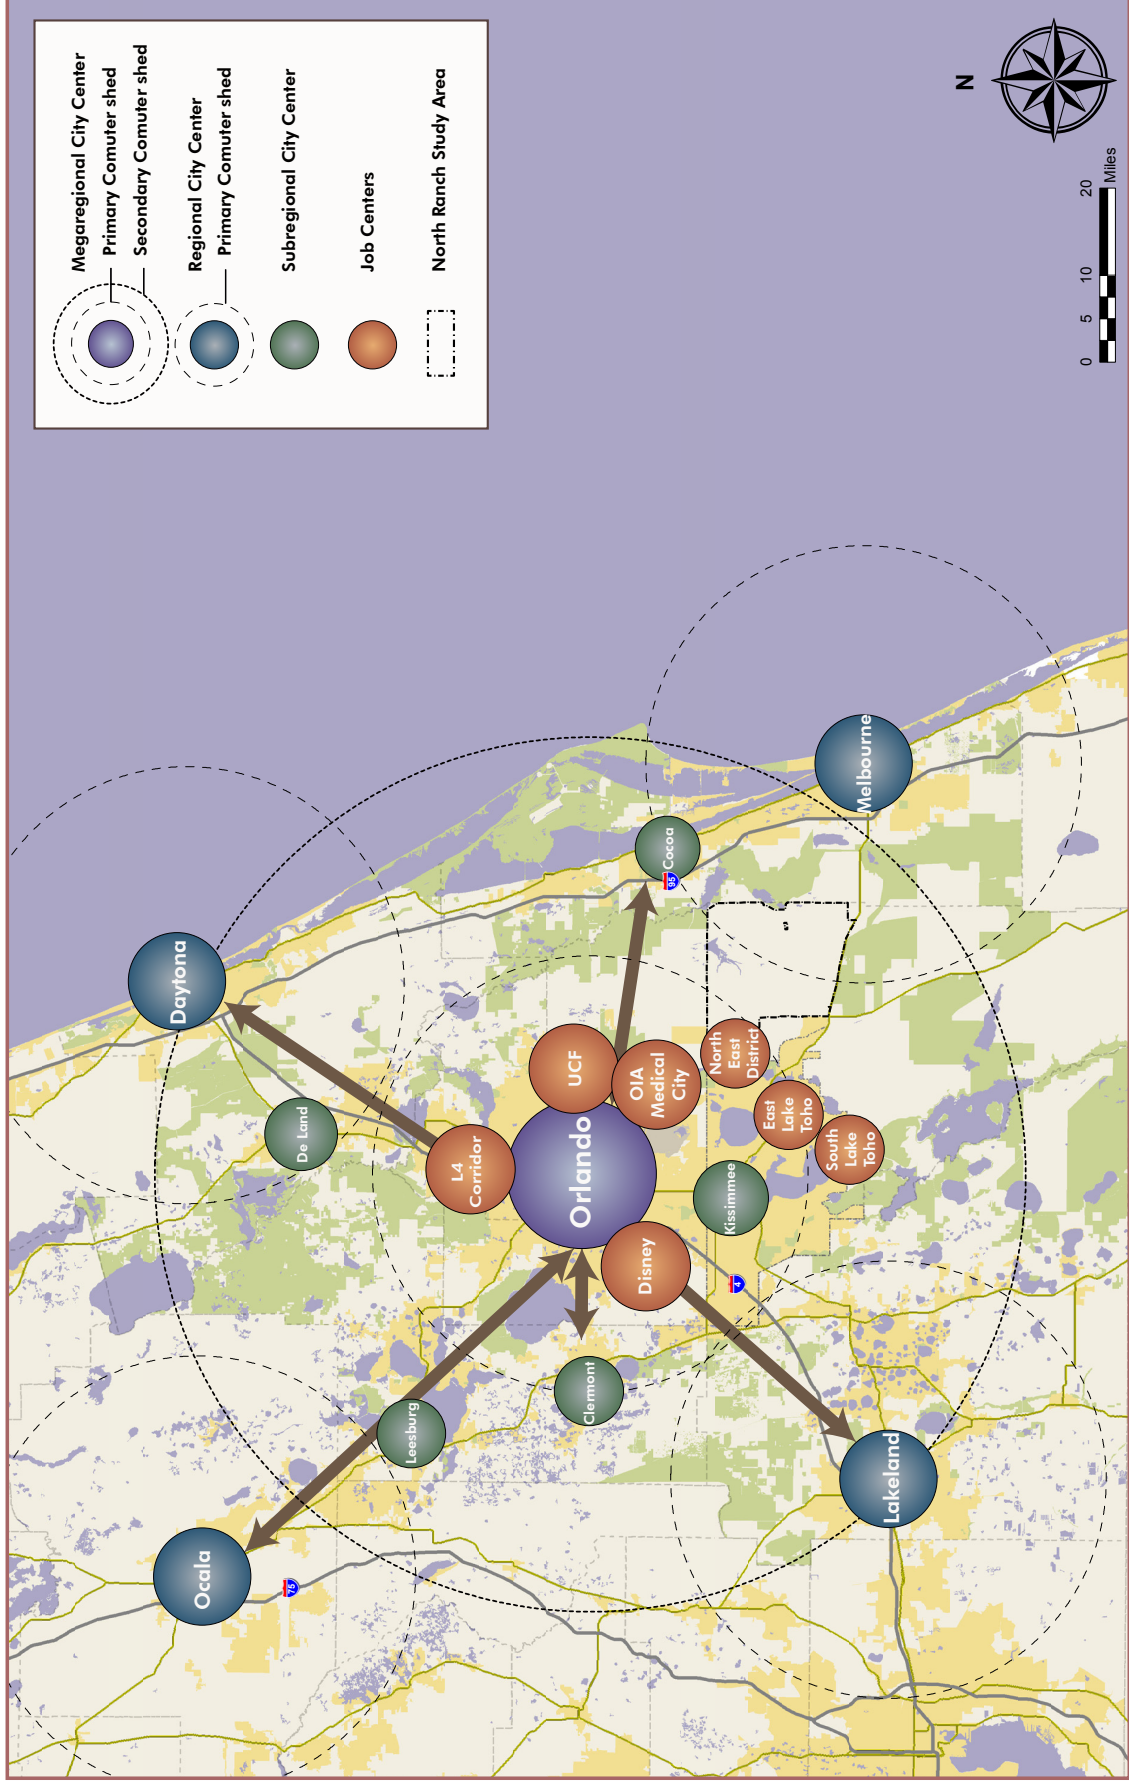 Megaregional City Center
Primary Comuter shed
Secondary Comuter shed
Regional City Center
Primary Comuter shed
Subregional City Center
Job Centers
North Ranch Study Area
N
0 5 10 20
Miles
Ocala
75
Leesburg
De Land
Daytona
L4
Corridor
Clermont
Orlando
UCF
Disney
OIA
Medical
City
95
Cocoa
4
Kissimmee
North
East
District
East
Lake
Toho
South
Lake
Toho
Lakeland
Melbourne